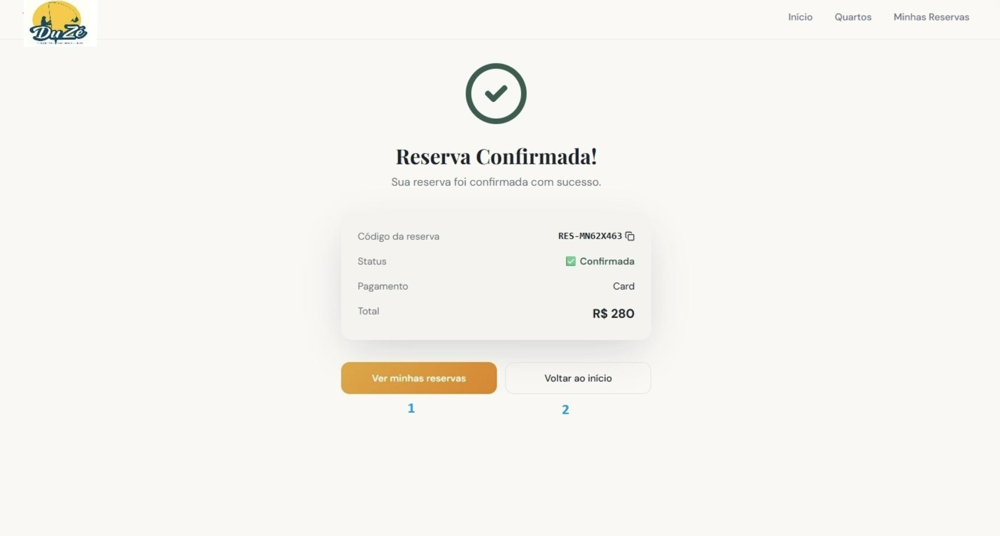 DuZé
Início Quartos Minhas Reservas
Reserva Confirmada!
Sua reserva foi confirmada com sucesso.
Código da reserva RES-MN62X463
Status ✅ Confirmada
Pagamento Card
Total R$ 280
Ver minhas reservas Voltar ao início
1 2